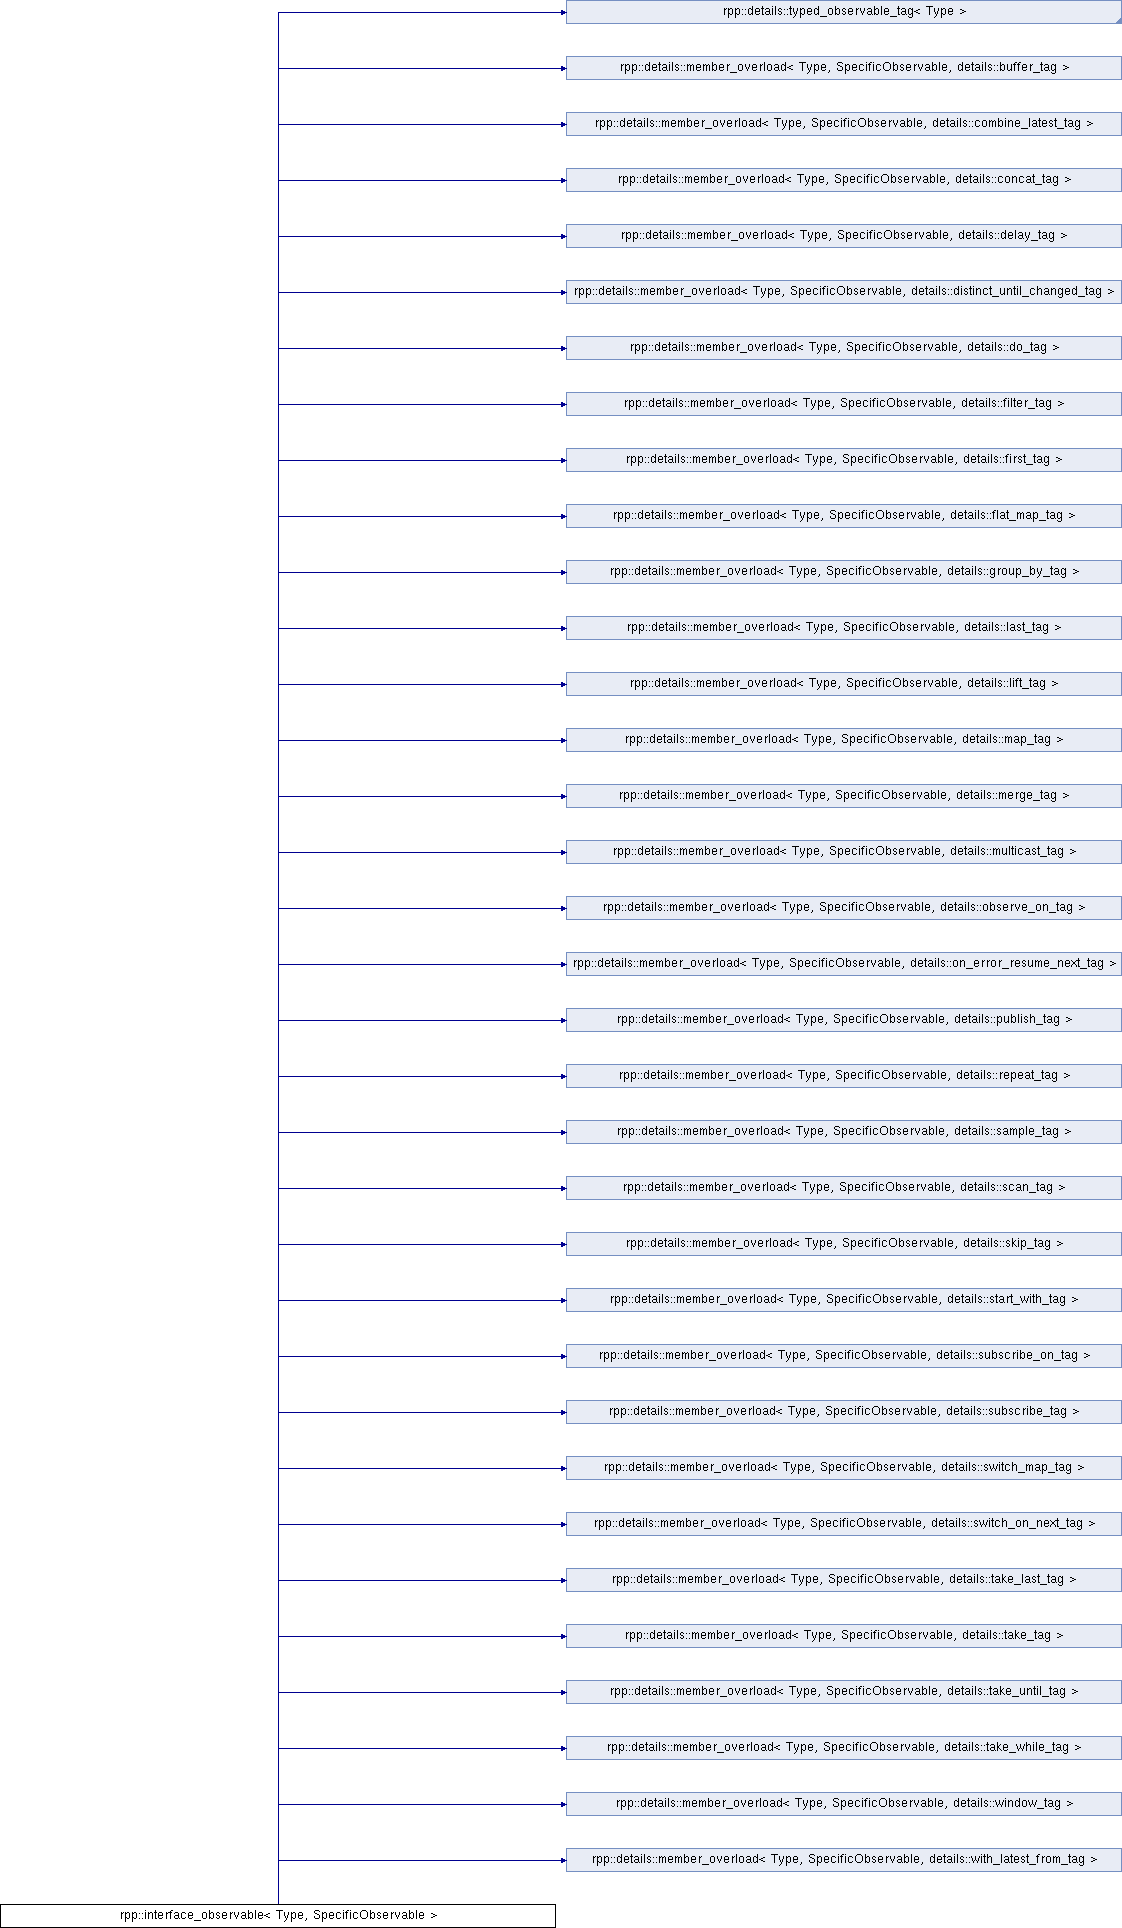 rpp::details::typed_observable_tag< Type >
rpp::details::member_overload< Type, SpecificObservable, details::buffer_tag >
rpp::details::member_overload< Type, SpecificObservable, details::combine_latest_tag >
rpp::details::member_overload< Type, SpecificObservable, details::concat_tag >
rpp::details::member_overload< Type, SpecificObservable, details::delay_tag >
rpp::details::member_overload< Type, SpecificObservable, details::distinct_until_changed_tag >
rpp::details::member_overload< Type, SpecificObservable, details::do_tag >
rpp::details::member_overload< Type, SpecificObservable, details::filter_tag >
rpp::details::member_overload< Type, SpecificObservable, details::first_tag >
rpp::details::member_overload< Type, SpecificObservable, details::flat_map_tag >
rpp::details::member_overload< Type, SpecificObservable, details::group_by_tag >
rpp::details::member_overload< Type, SpecificObservable, details::last_tag >
rpp::details::member_overload< Type, SpecificObservable, details::lift_tag >
rpp::details::member_overload< Type, SpecificObservable, details::map_tag >
rpp::details::member_overload< Type, SpecificObservable, details::merge_tag >
rpp::details::member_overload< Type, SpecificObservable, details::multicast_tag >
rpp::details::member_overload< Type, SpecificObservable, details::observe_on_tag >
rpp::details::member_overload< Type, SpecificObservable, details::on_error_resume_next_tag >
rpp::details::member_overload< Type, SpecificObservable, details::publish_tag >
rpp::details::member_overload< Type, SpecificObservable, details::repeat_tag >
rpp::details::member_overload< Type, SpecificObservable, details::sample_tag >
rpp::details::member_overload< Type, SpecificObservable, details::scan_tag >
rpp::details::member_overload< Type, SpecificObservable, details::skip_tag >
rpp::details::member_overload< Type, SpecificObservable, details::start_with_tag >
rpp::details::member_overload< Type, SpecificObservable, details::subscribe_on_tag >
rpp::details::member_overload< Type, SpecificObservable, details::subscribe_tag >
rpp::details::member_overload< Type, SpecificObservable, details::switch_map_tag >
rpp::details::member_overload< Type, SpecificObservable, details::switch_on_next_tag >
rpp::details::member_overload< Type, SpecificObservable, details::take_last_tag >
rpp::details::member_overload< Type, SpecificObservable, details::take_tag >
rpp::details::member_overload< Type, SpecificObservable, details::take_until_tag >
rpp::details::member_overload< Type, SpecificObservable, details::take_while_tag >
rpp::details::member_overload< Type, SpecificObservable, details::window_tag >
rpp::details::member_overload< Type, SpecificObservable, details::with_latest_from_tag >
rpp::interface_observable< Type, SpecificObservable >